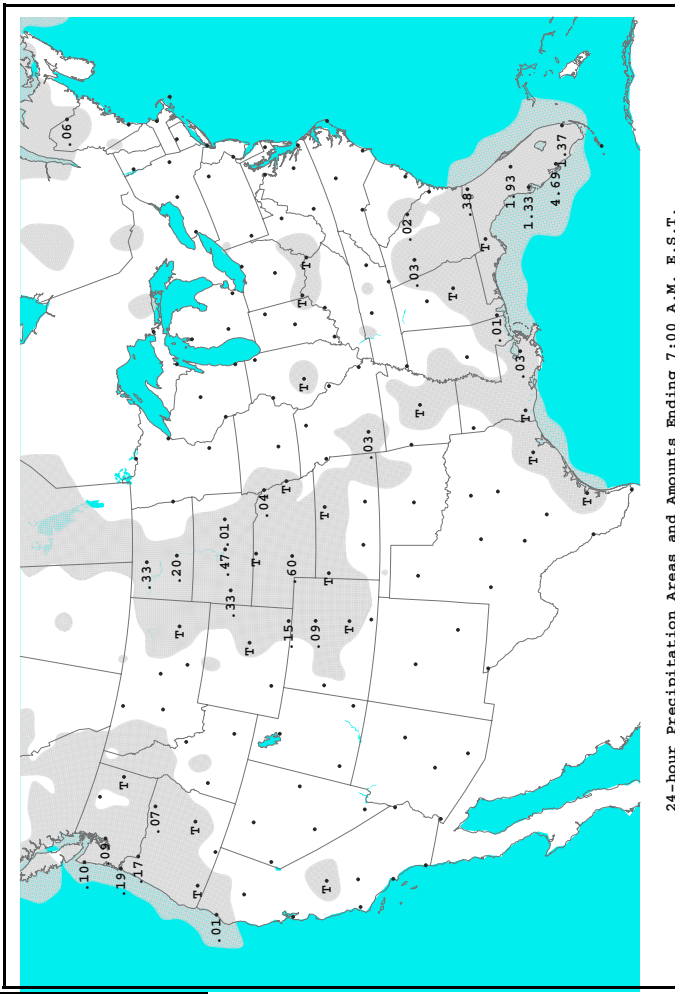 .06
.10
.09
.19
T
.17
.33
.07
.20
T
T
T
.01
.47
.01
.33
T
T
.04
T
.15
.60
T
T
T
.09
T
T
T
T
.03
.02
.03
T
T
.38
T
.01
1.93
.03
T
1.33
T
4.69
1.37
T
24-hour Precipitation Areas and Amounts Ending 7:00 A.M. E.S.T.